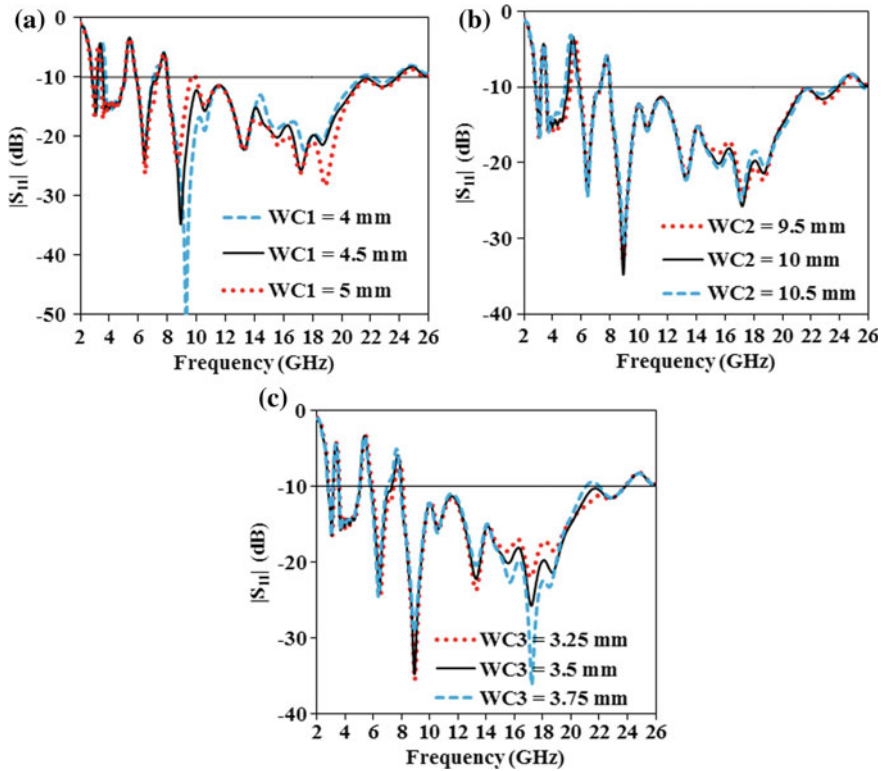 (a)
0
-10
-20
-30
-40
-50
|S11| (dB)
WC1 = 4 mm
WC1 = 4.5 mm
WC1 = 5 mm
2 4 6 8 10 12 14 16 18 20 22 24 26
Frequency (GHz)
(b)
0
-10
-20
-30
-40
|S11| (dB)
WC2 = 9.5 mm
WC2 = 10 mm
WC2 = 10.5 mm
2 4 6 8 10 12 14 16 18 20 22 24 26
Frequency (GHz)
(c)
0
-10
-20
-30
-40
|S11| (dB)
WC3 = 3.25 mm
WC3 = 3.5 mm
WC3 = 3.75 mm
2 4 6 8 10 12 14 16 18 20 22 24 26
Frequency (GHz)